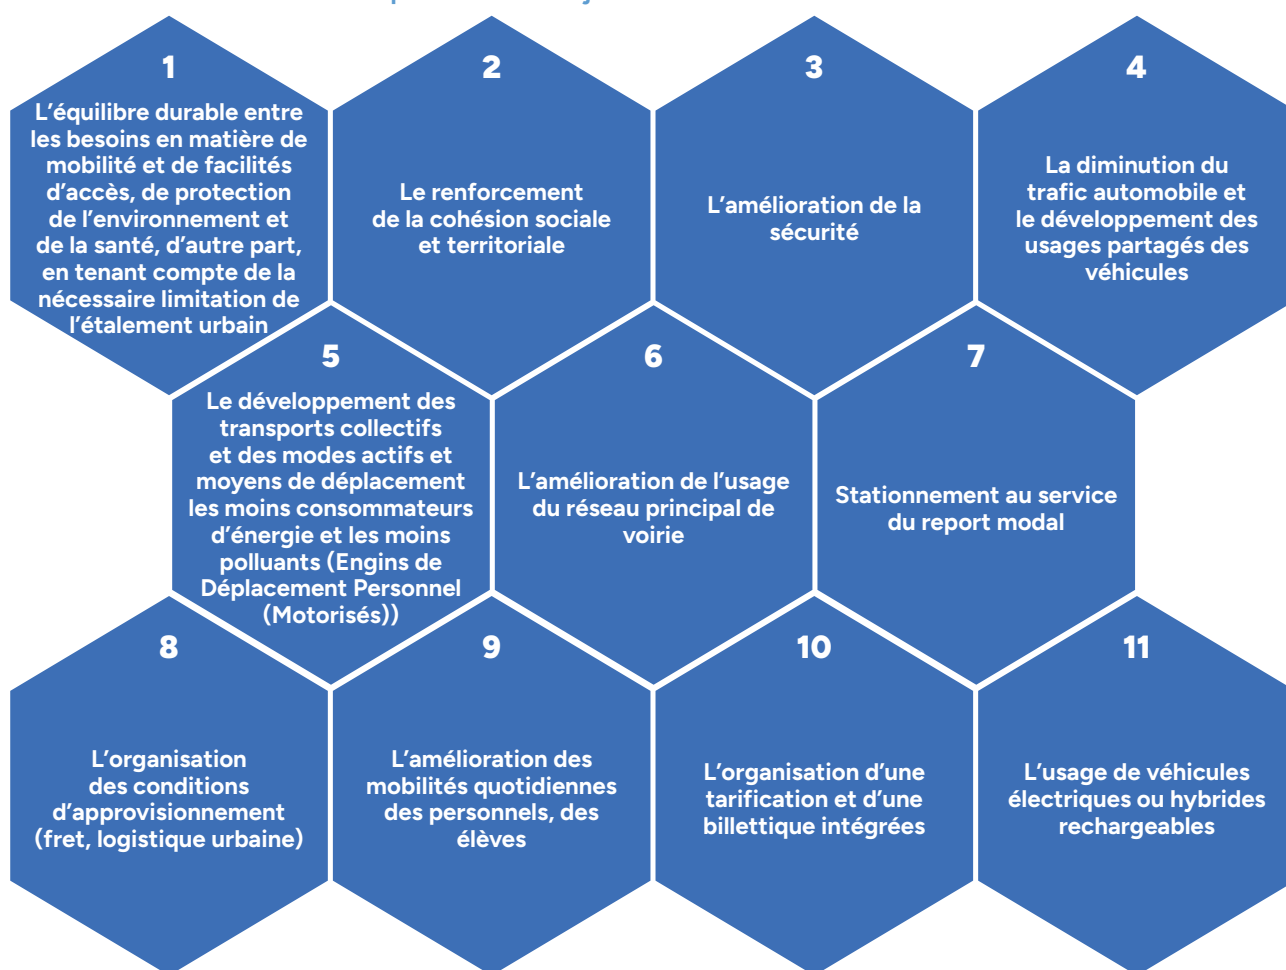 1
L'équilibre durable entre
les besoins en matière de
mobilité et de facilités
d'accès, de protection
de l'environnement et
de la santé, d'autre part,
en tenant compte de la
nécessaire limitation de
l'étalement urbain
2
Le renforcement
de la cohésion sociale
et territoriale
3
L'amélioration de la
sécurité
4
La diminution du
trafic automobile et
le développement des
usages partagés des
véhicules
5
Le développement des
transports collectifs
et des modes actifs et
moyens de déplacement
les moins consommateurs
d'énergie et les moins
polluants (Engins de
Déplacement Personnel
(Motorisés))
6
L'amélioration de l'usage
du réseau principal de
voirie
7
Stationnement au service
du report modal
8
L'organisation
des conditions
d'approvisionnement
(fret, logistique urbaine)
9
L'amélioration des
mobilités quotidiennes
des personnels, des
élèves
10
L'organisation d'une
tarification et d'une
billettique intégrées
11
L'usage de véhicules
électriques ou hybrides
rechargeables